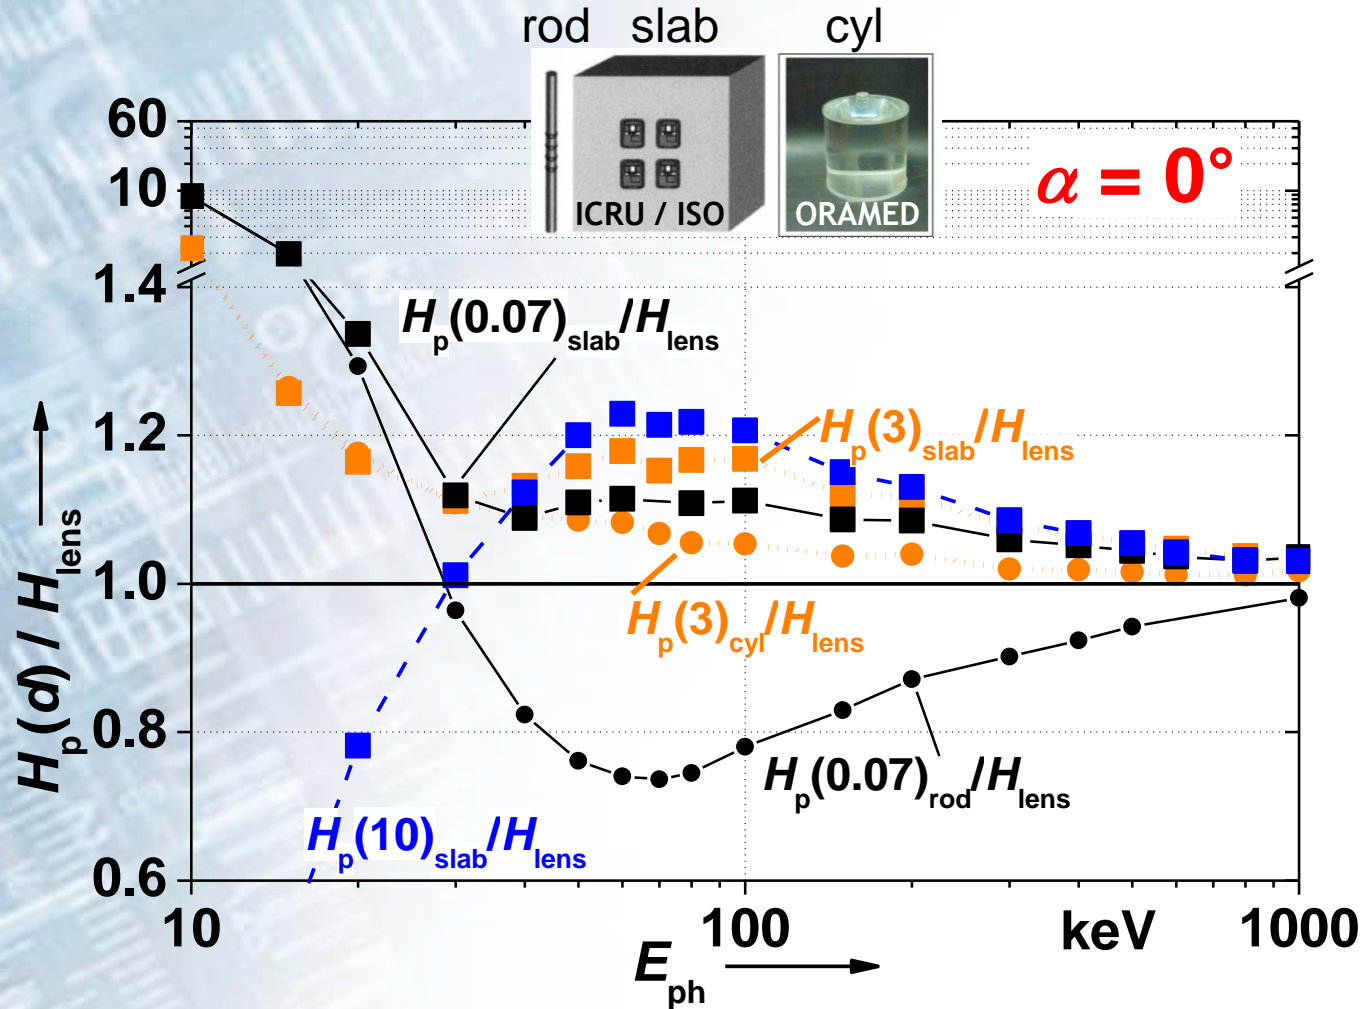 rod slab cyl
ICRU / ISO
ORAMED
α = 0°
60
10
1.4
1.2
1.0
0.8
0.6
Hp(d) / Hlens
Hp(0.07)slab/Hlens
Hp(3)slab/Hlens
Hp(3)cyl/Hlens
Hp(0.07)rod/Hlens
Hp(10)slab/Hlens
10 100 keV 1000
Eph